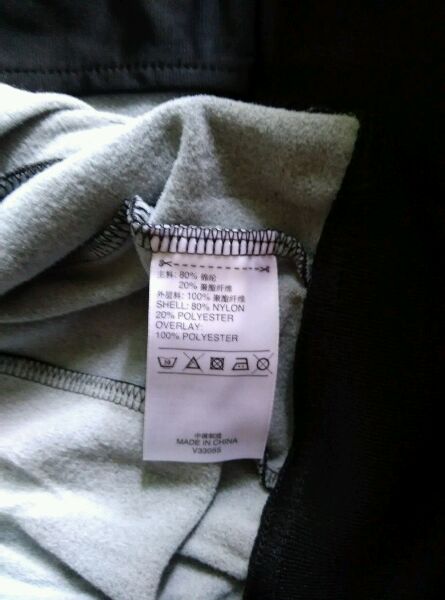 主料: 80% 锦纶
20% 聚酯纤维
外层料: 100% 聚酯纤维
SHELL: 80% NYLON
20% POLYESTER
OVERLAY:
100% POLYESTER
中国制造
MADE IN CHINA
V33055